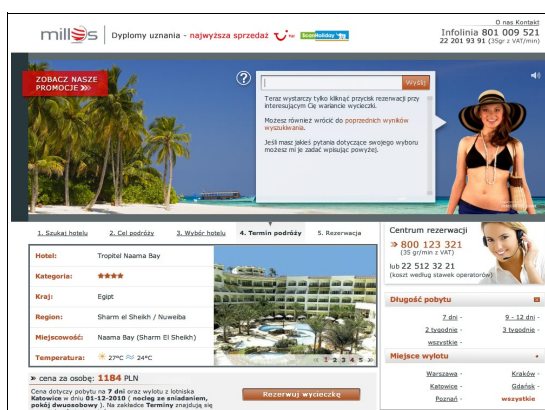 O nas Kontakt
millos
Dyplomy uznania - najwyższa sprzedaż
Infolinia 801 009 521
22 201 93 91 (35gr z VAT/min)
ZOBACZ NASZE
PROMOCJE
?
Wyślij
Teraz wystarczy tylko kliknąć przycisk rezerwacji przy
interesującym Cię wariancie wycieczki.
Możesz również wrócić do poprzednich wyników
wyszukiwania.
Jeśli masz jakieś pytania dotyczące swojego wyboru
możesz mi je zadać wpisując powyżej.
1. Szukaj hotelu
2. Cel podróży
3. Wybór hotelu
4. Termin podróży
5. Rezerwacja
Hotel: Tropitel Naama Bay
Kategoria:
Kraj: Egipt
Region: Sharm el Sheikh / Nuweiba
Miejscowość: Naama Bay (Sharm El Sheikh)
Temperatura: 27°C 24°C
« 1 2 3 4 5 »
» cena za osobę: 1184 PLN
Cena dotyczy pobytu na 7 dni oraz wylotu z lotniska
Katowice w dniu 01-12-2010 ( nocleg ze sniadaniem,
pokój dwuosobowy ). Na zakładce Terminy znajdują się
Rezerwuj wycieczkę
Centrum rezerwacji
800 123 321
(35 gr/min z VAT)
lub 22 512 32 21
(koszt według stawek operatorów)
Długość pobytu
7 dni -
9 - 12 dni -
2 tygodnie -
3 tygodnie -
wszystkie -
Miejsce wylotu
Warszawa -
Kraków -
Katowice -
Gdańsk -
Poznań -
wszystkie